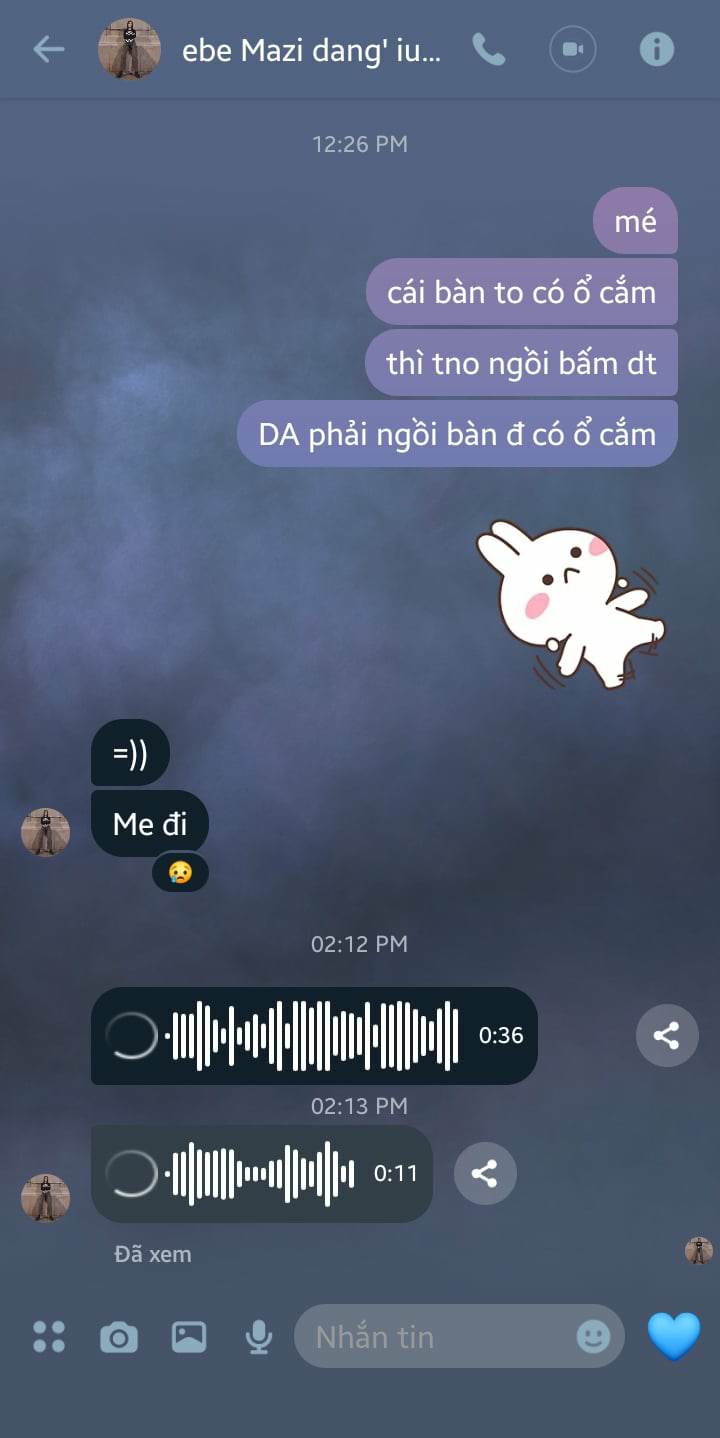 ebe Mazi dang' iu...
12:26 PM
mé
cái bàn to có ổ cắm
thì tno ngồi bấm dt
DA phải ngồi bàn đ có ổ cắm
=))
Me đi
02:12 PM
0:36
02:13 PM
0:11
Đã xem
Nhắn tin